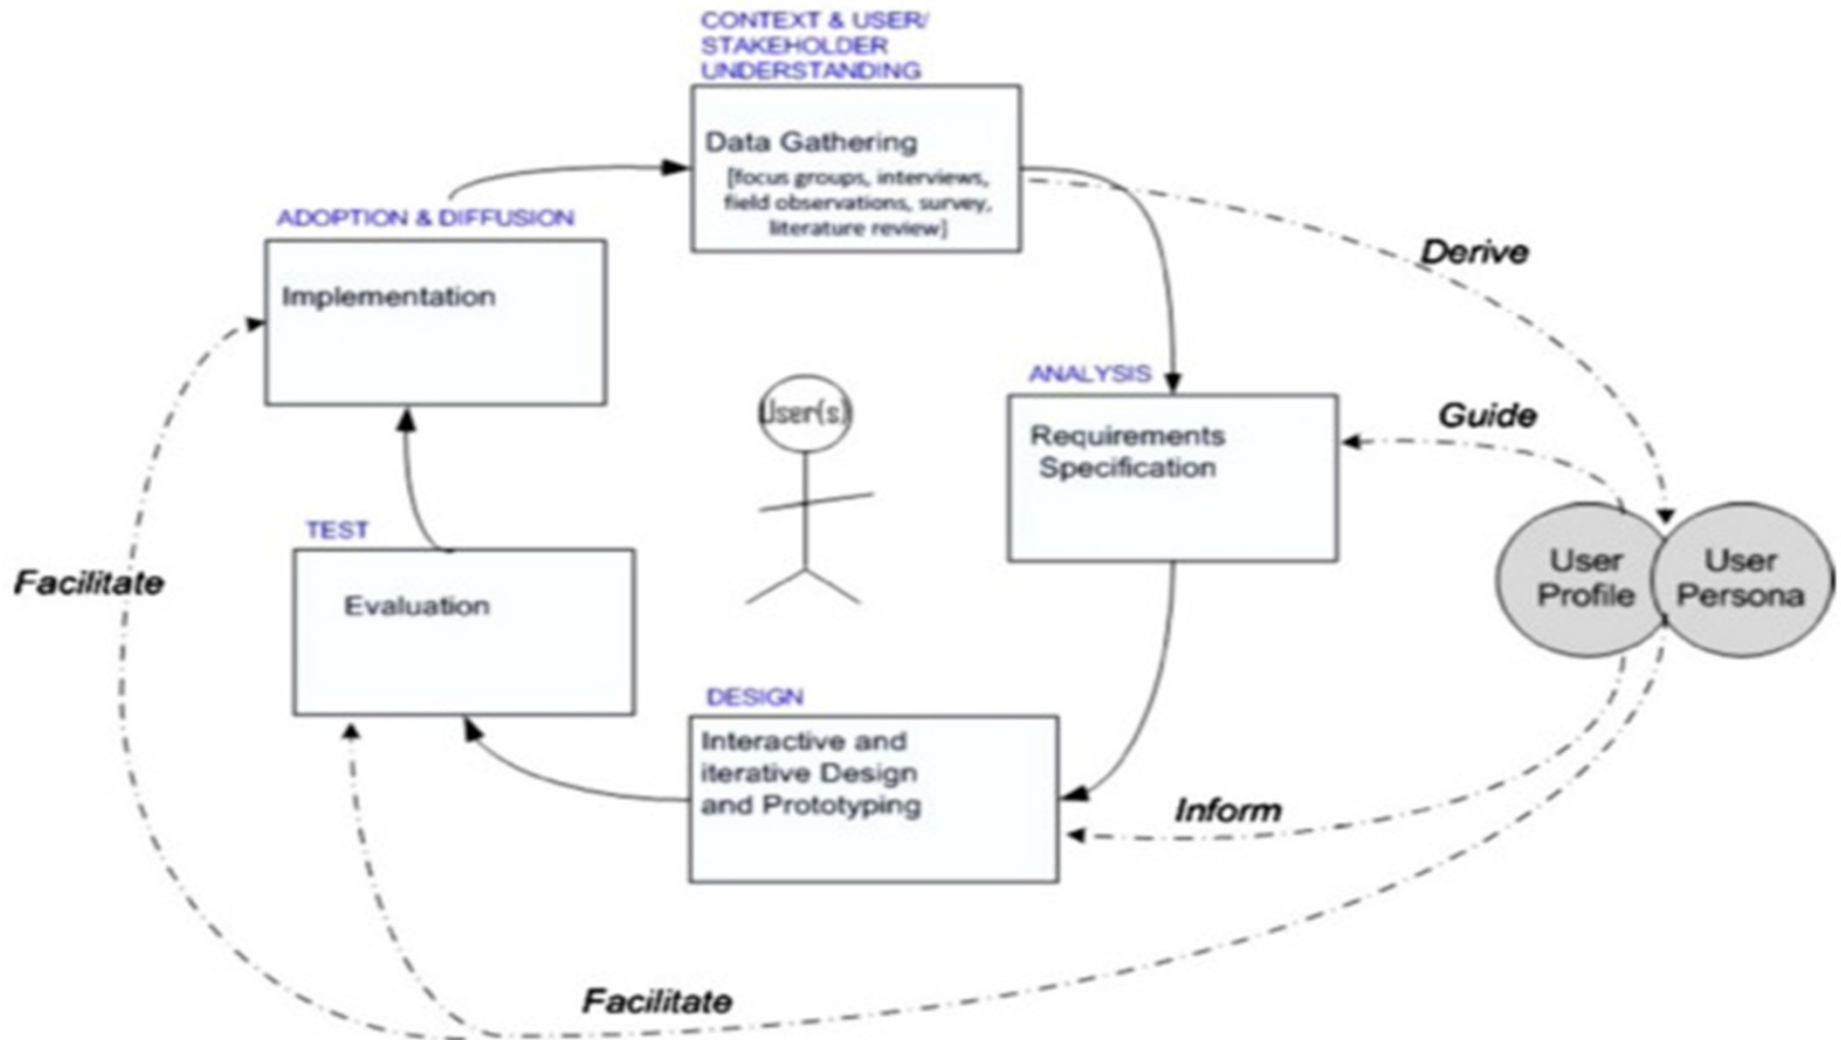 CONTEXT & USER/
STAKEHOLDER
UNDERSTANDING
Data Gathering
[focus groups, interviews,
field observations, survey,
literature review]
ADOPTION & DIFFUSION
Implementation
Derive
ANALYSIS
Requirements
Specification
Guide
User(s)
User
Profile
User
Persona
TEST
Evaluation
Facilitate
DESIGN
Interactive and
iterative Design
and Prototyping
Inform
Facilitate